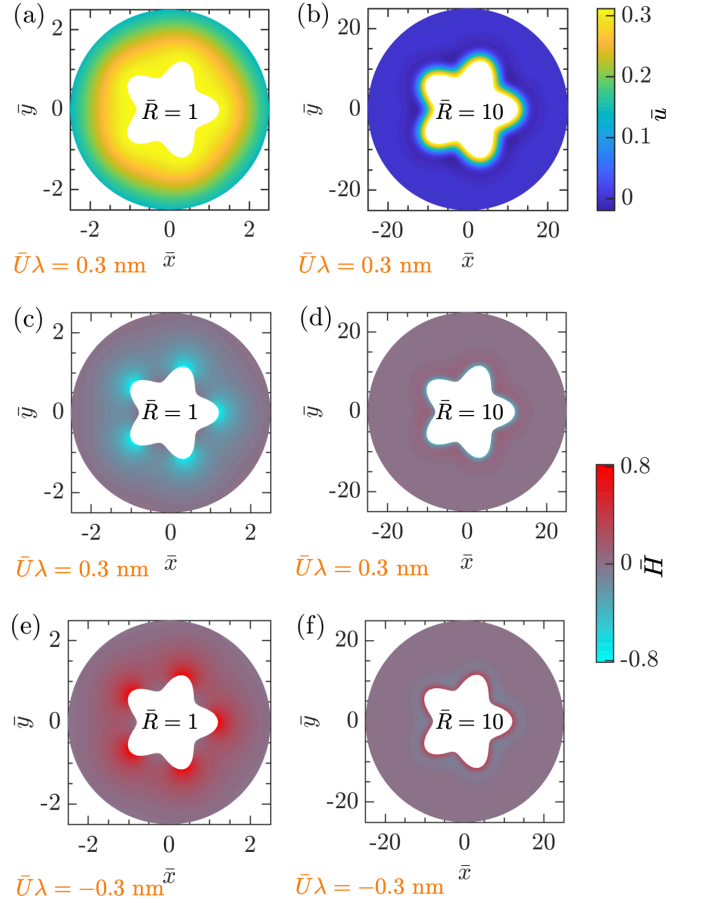 (a)
2
0
-2
ȳ
R̄ = 1
-2 0 2
x̄
Ūλ = 0.3 nm
(b)
20
0
-20
ȳ
R̄ = 10
-20 0 20
x̄
Ūλ = 0.3 nm
0.3
0.2
0.1
0
ū
(c)
2
0
-2
ȳ
R̄ = 1
-2 0 2
x̄
Ūλ = 0.3 nm
(d)
20
0
-20
ȳ
R̄ = 10
-20 0 20
x̄
Ūλ = 0.3 nm
0.8
0
-0.8
H̄
(e)
2
0
-2
ȳ
R̄ = 1
-2 0 2
x̄
Ūλ = −0.3 nm
(f)
20
0
-20
ȳ
R̄ = 10
-20 0 20
x̄
Ūλ = −0.3 nm